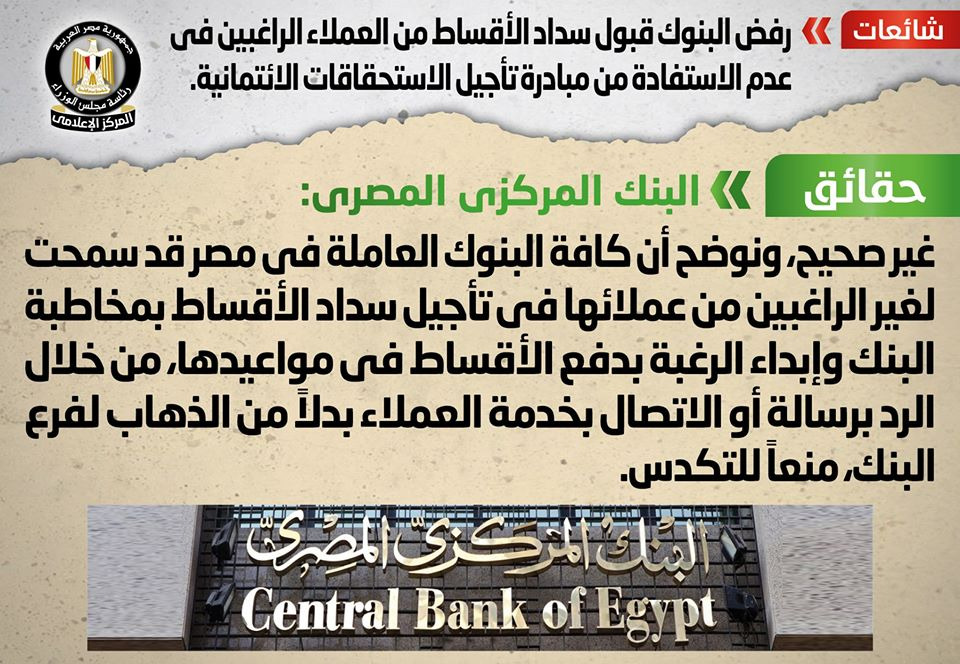 شائعات
رفض البنوك قبول سداد الأقساط من العملاء الراغبين فى
عدم الاستفادة من مبادرة تأجيل الاستحقاقات الائتمانية.
جمهورية مصر العربية
رئاسة مجلس الوزراء
المركز الإعلامى
حقائق
البنك المركزى المصرى:
غير صحيح، ونوضح أن كافة البنوك العاملة فى مصر قد سمحت
لغير الراغبين من عملائها فى تأجيل سداد الأقساط بمخاطبة
البنك وإبداء الرغبة بدفع الأقساط فى مواعيدها، من خلال
الرد برسالة أو الاتصال بخدمة العملاء بدلاً من الذهاب لفرع
البنك، منعاً للتكدس.
البنك المركزى المصرى
Central Bank of Egypt